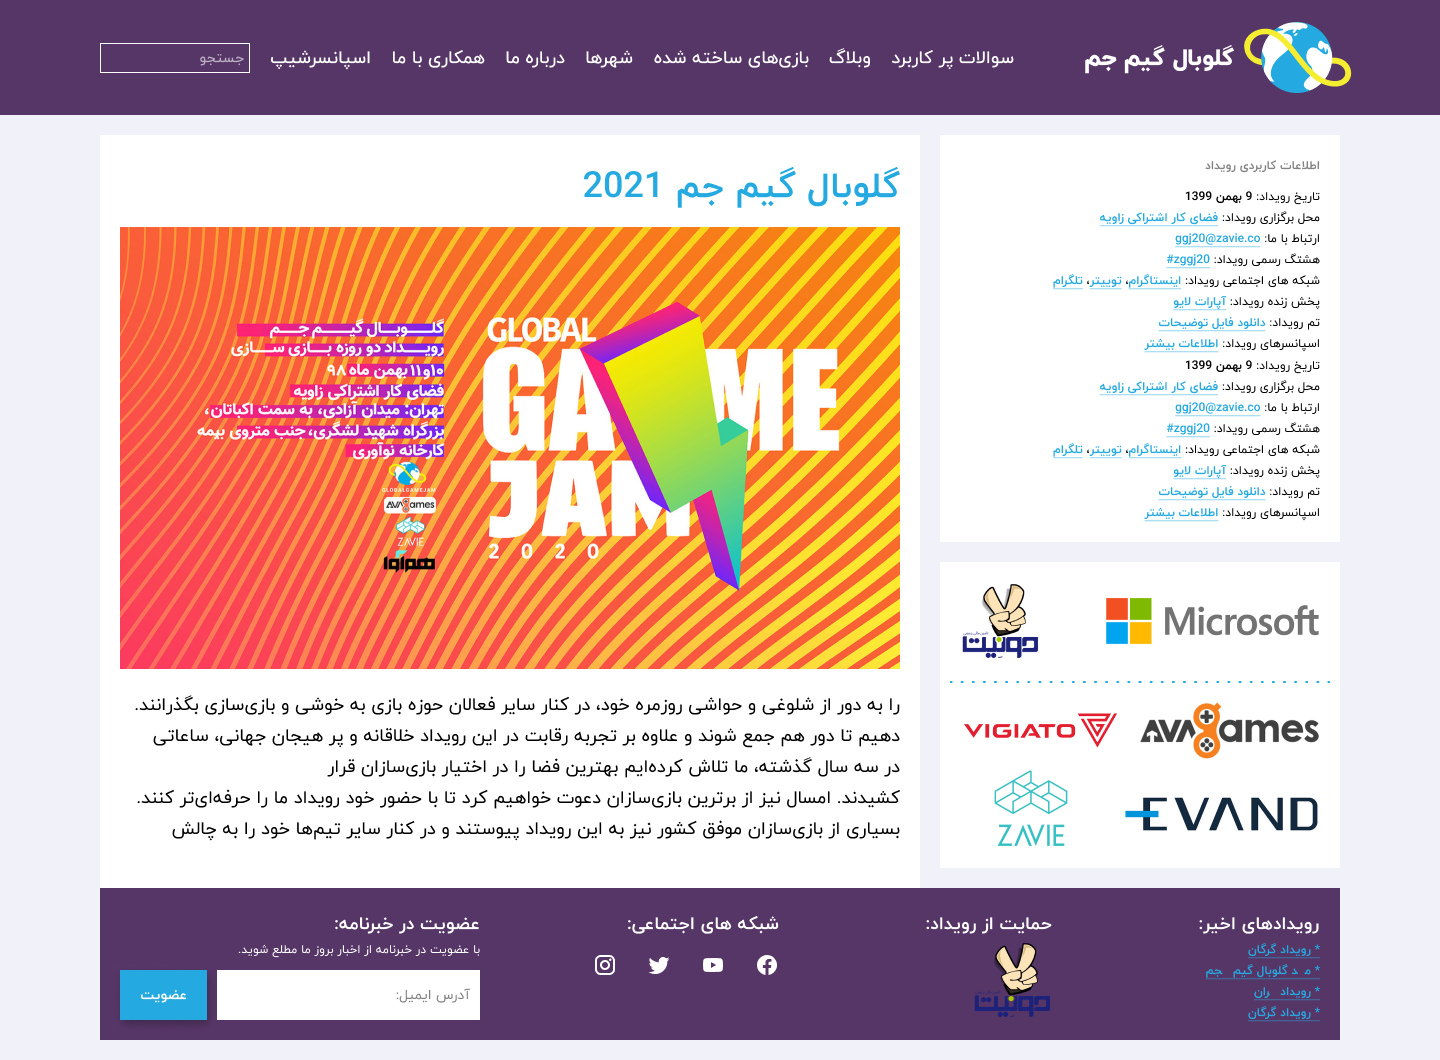 گلوبال گیم جم
سوالات پر کاربرد
وبلاگ
بازی‌های ساخته شده
شهرها
درباره ما
همکاری با ما
اسپانسرشیپ
جستجو
اطلاعات کاربردی رویداد
تاریخ رویداد: 9 بهمن 1399
محل برگزاری رویداد: فضای کار اشتراکی زاویه
ارتباط با ما: ggj20@zavie.co
هشتگ رسمی رویداد: #zggj20
شبکه های اجتماعی رویداد: اینستاگرام، توییتر، تلگرام
پخش زنده رویداد: آپارات لایو
تم رویداد: دانلود فایل توضیحات
اسپانسرهای رویداد: اطلاعات بیشتر
تاریخ رویداد: 9 بهمن 1399
محل برگزاری رویداد: فضای کار اشتراکی زاویه
ارتباط با ما: ggj20@zavie.co
هشتگ رسمی رویداد: #zggj20
شبکه های اجتماعی رویداد: اینستاگرام، توییتر، تلگرام
پخش زنده رویداد: آپارات لایو
تم رویداد: دانلود فایل توضیحات
اسپانسرهای رویداد: اطلاعات بیشتر
Microsoft
دونیت
AVAgames
VIGIATO
EVAND
ZAVIE
گلوبال گیم جم 2021
GLOBAL
GAME
JAM
2020
گلوبال گیم جم
رویداد دو روزه بازی سازی
۱۰و۱۱ بهمن ماه ۹۸
فضای کار اشتراکی زاویه
تهران: میدان آزادی، به سمت اکباتان،
بزرگراه شهید لشگری، جنب متروی بیمه
کارخانه نوآوری
GLOBALGAMEJAM
AVAgames
ZAVIE
هم‌آوا
را به دور از شلوغی و حواشی روزمره خود، در کنار سایر فعالان حوزه بازی به خوشی و بازی‌سازی بگذرانند.
دهیم تا دور هم جمع شوند و علاوه بر تجربه رقابت در این رویداد خلاقانه و پر هیجان جهانی، ساعاتی
در سه سال گذشته، ما تلاش کرده‌ایم بهترین فضا را در اختیار بازی‌سازان قرار
کشیدند. امسال نیز از برترین بازی‌سازان دعوت خواهیم کرد تا با حضور خود رویداد ما را حرفه‌ای‌تر کنند.
بسیاری از بازی‌سازان موفق کشور نیز به این رویداد پیوستند و در کنار سایر تیم‌ها خود را به چالش
رویدادهای اخیر:
* رویداد گرگان
گلوبال گیم جم
* رویداد
* رویداد گرگان
حمایت از رویداد:
دونیت
شبکه های اجتماعی:
عضویت در خبرنامه:
با عضویت در خبرنامه از اخبار بروز ما مطلع شوید.
آدرس ایمیل:
عضویت